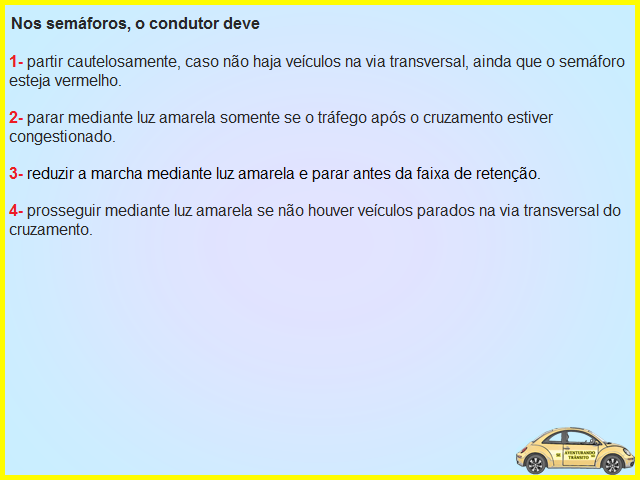 Nos semáforos, o condutor deve
1- partir cautelosamente, caso não haja veículos na via transversal, ainda que o semáforo
esteja vermelho.
2- parar mediante luz amarela somente se o tráfego após o cruzamento estiver
congestionado.
3- reduzir a marcha mediante luz amarela e parar antes da faixa de retenção.
4- prosseguir mediante luz amarela se não houver veículos parados na via transversal do
cruzamento.
AVENTURANDO
TRÂNSITO